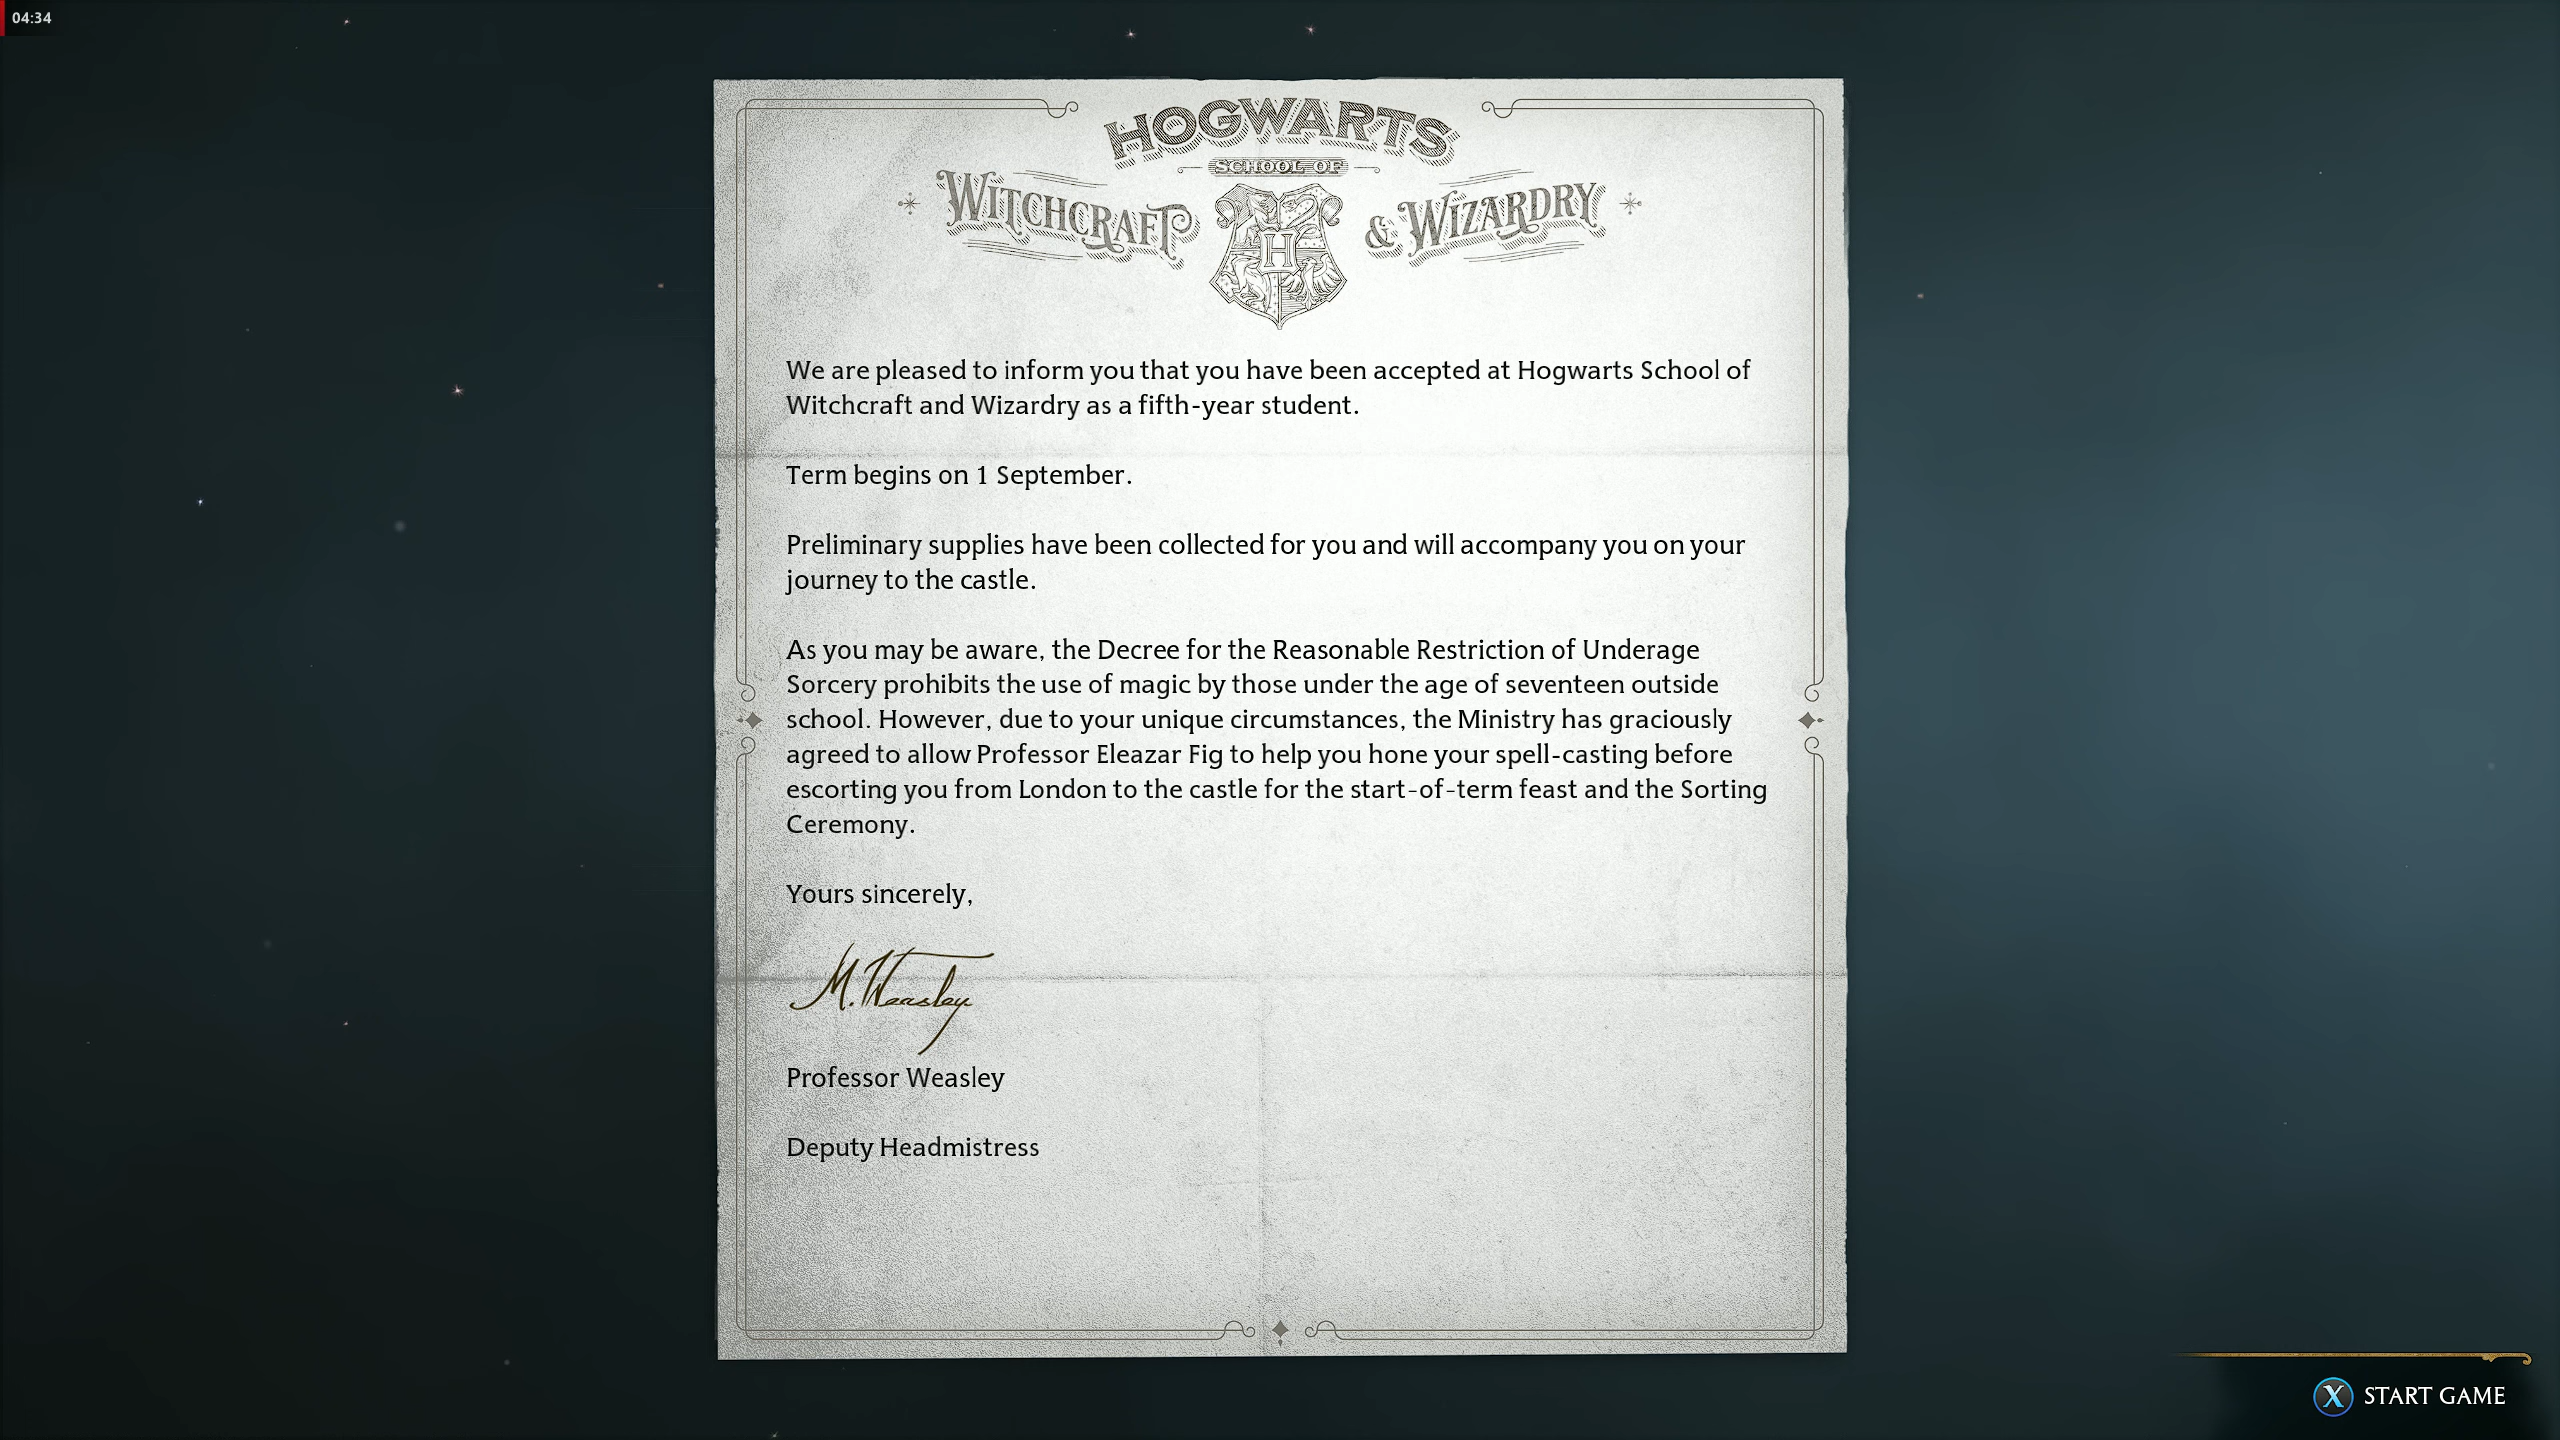 04:34
HOGWARTS
SCHOOL OF
WITCHCRAFT & WIZARDRY
H
We are pleased to inform you that you have been accepted at Hogwarts School of
Witchcraft and Wizardry as a fifth-year student.
Term begins on 1 September.
Preliminary supplies have been collected for you and will accompany you on your
journey to the castle.
As you may be aware, the Decree for the Reasonable Restriction of Underage
Sorcery prohibits the use of magic by those under the age of seventeen outside
school. However, due to your unique circumstances, the Ministry has graciously
agreed to allow Professor Eleazar Fig to help you hone your spell-casting before
escorting you from London to the castle for the start-of-term feast and the Sorting
Ceremony.
Yours sincerely,
M. Weasley
Professor Weasley
Deputy Headmistress
X START GAME